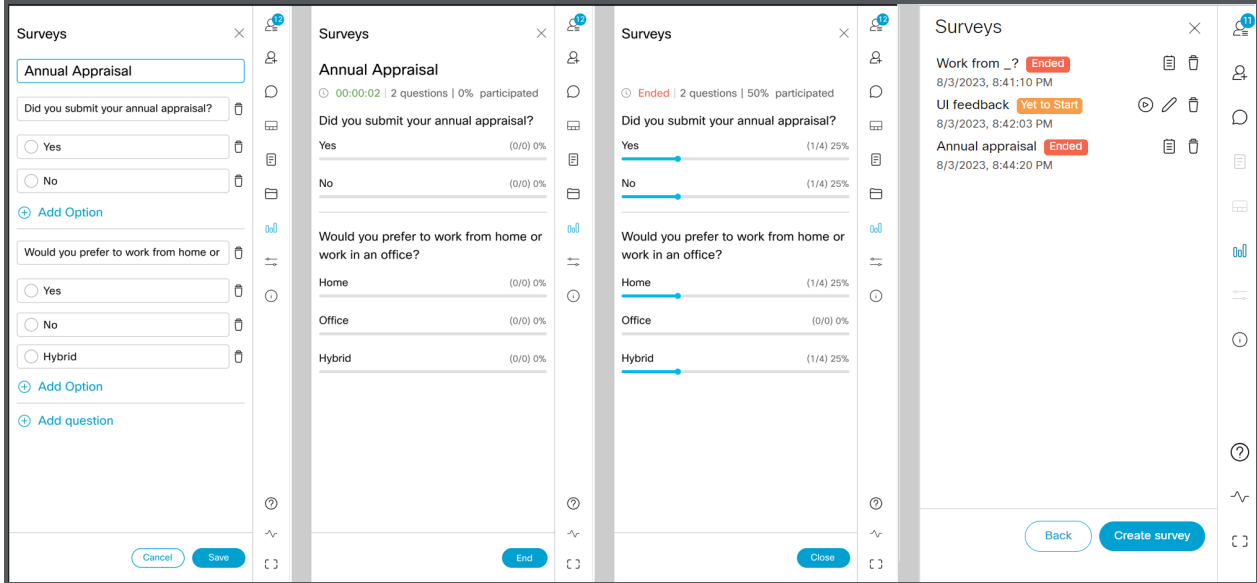 Surveys
12
Annual Appraisal
Did you submit your annual appraisal?
Yes
No
Add Option
Would you prefer to work from home or
Yes
No
Hybrid
Add Option
Add question
Cancel
Save
Surveys
12
Annual Appraisal
00:00:02 | 2 questions | 0% participated
Did you submit your annual appraisal?
Yes (0/0) 0%
No (0/0) 0%
Would you prefer to work from home or
work in an office?
Home (0/0) 0%
Office (0/0) 0%
Hybrid (0/0) 0%
End
Surveys
12
Ended | 2 questions | 50% participated
Did you submit your annual appraisal?
Yes (1/4) 25%
No (1/4) 25%
Would you prefer to work from home or
work in an office?
Home (1/4) 25%
Office (0/0) 0%
Hybrid (1/4) 25%
Close
Surveys
11
Work from _? Ended
8/3/2023, 8:41:10 PM
UI feedback Yet to Start
8/3/2023, 8:42:03 PM
Annual appraisal Ended
8/3/2023, 8:44:20 PM
Back
Create survey